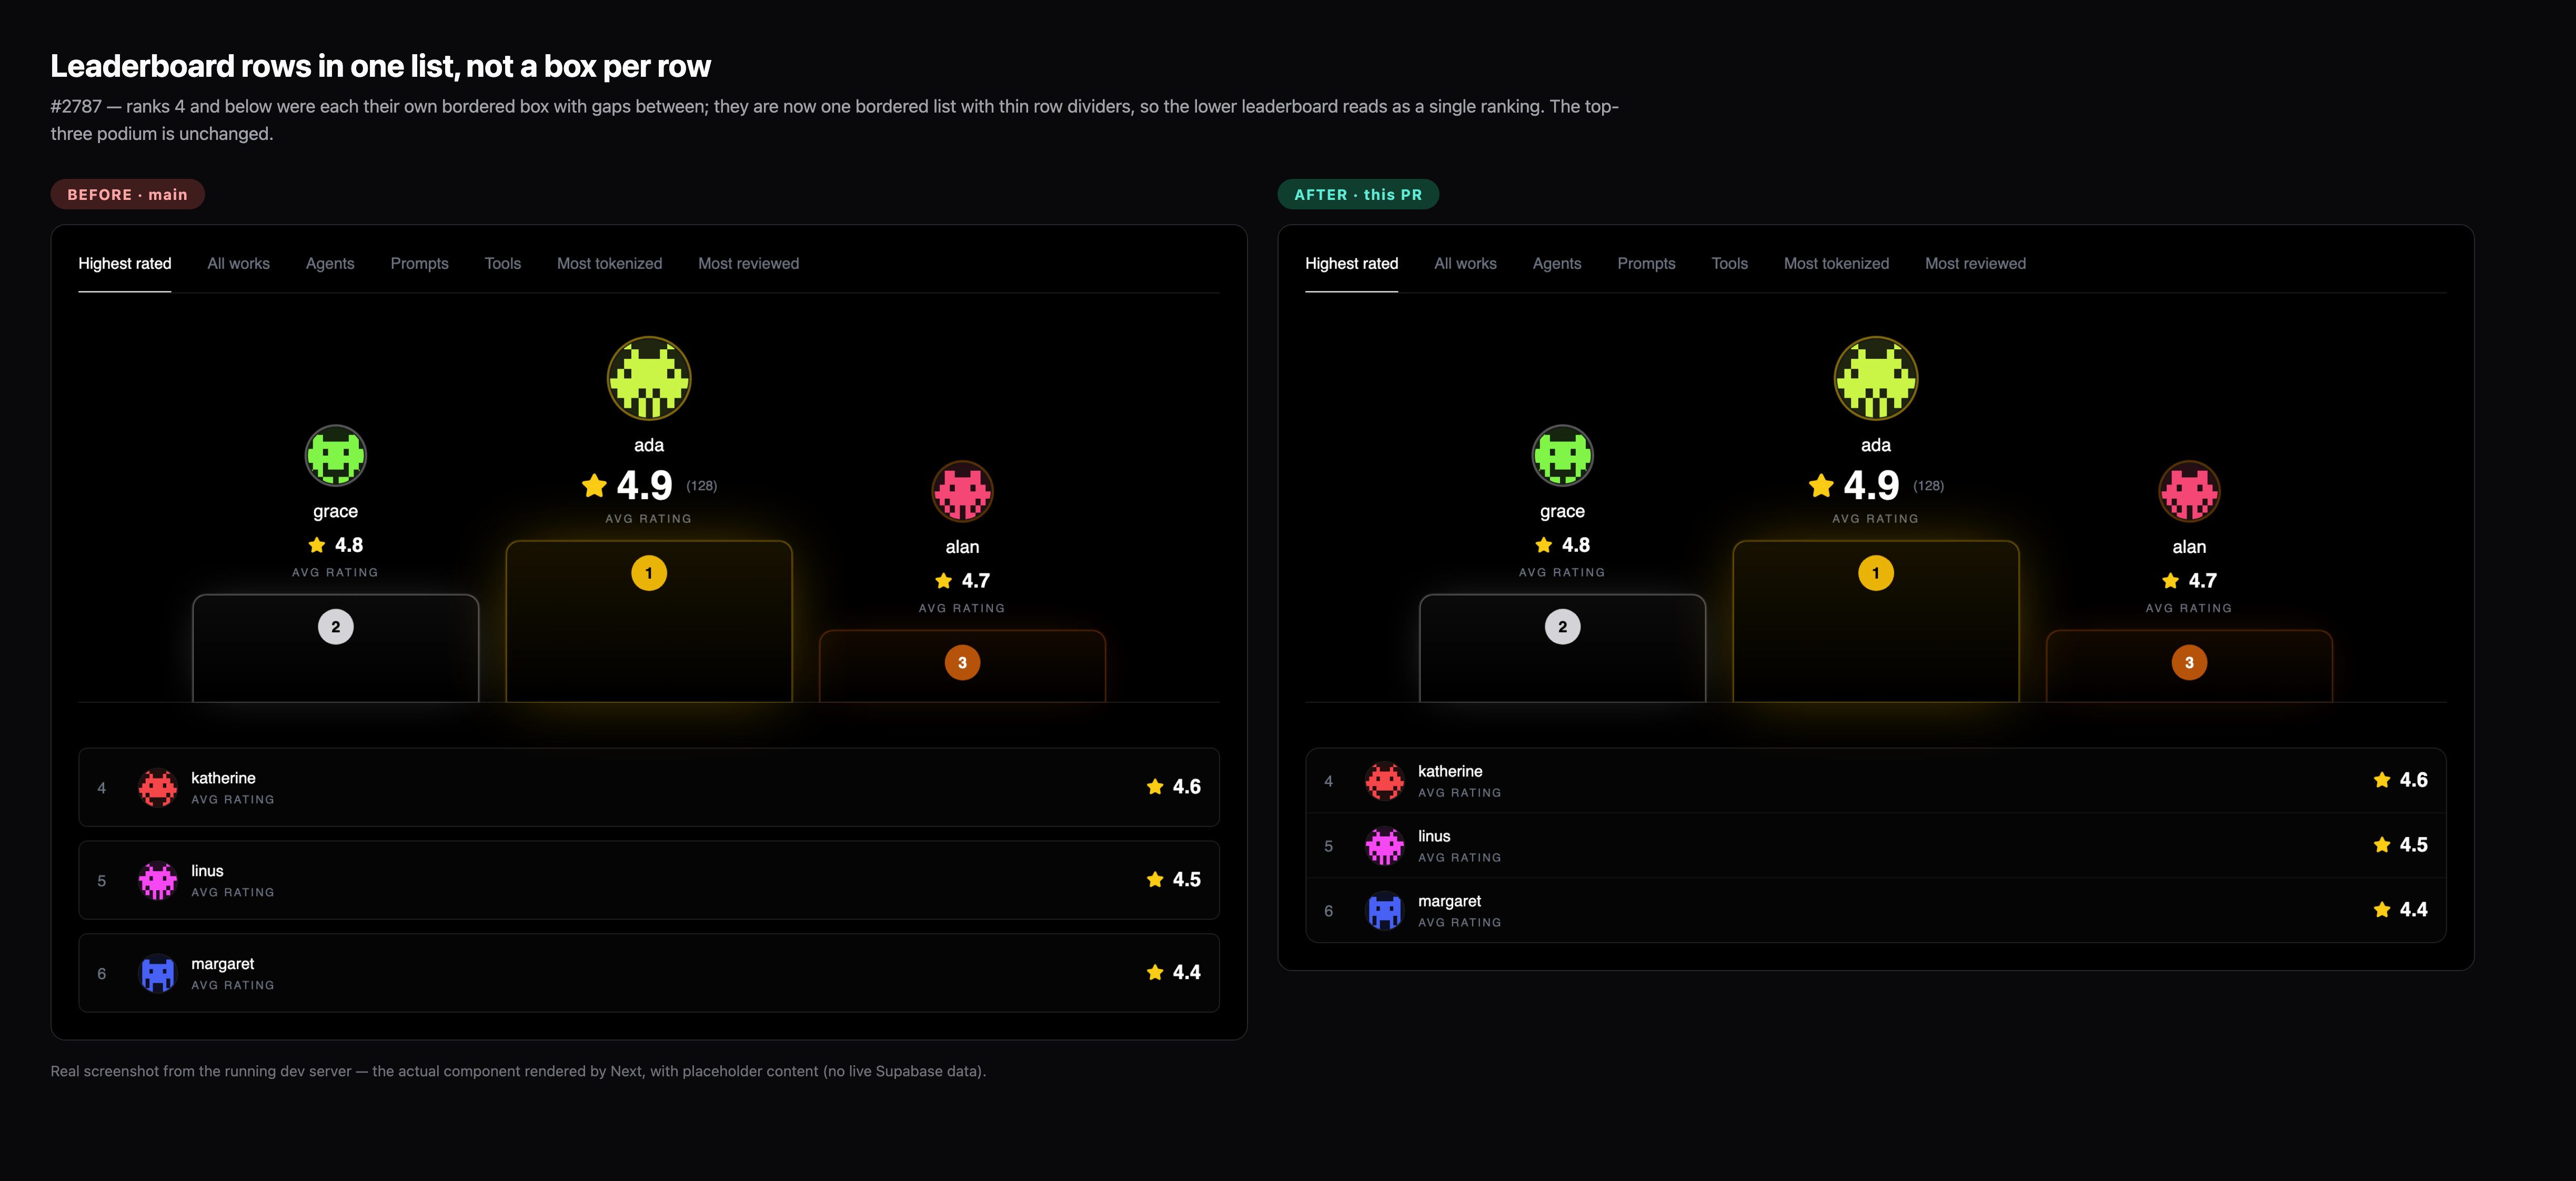 Leaderboard rows in one list, not a box per row
#2787 — ranks 4 and below were each their own bordered box with gaps between; they are now one bordered list with thin row dividers, so the lower leaderboard reads as a single ranking. The top-
three podium is unchanged.
BEFORE · main
Highest rated All works Agents Prompts Tools Most tokenized Most reviewed
ada
4.9 (128)
AVG RATING
1
grace
4.8
AVG RATING
2
alan
4.7
AVG RATING
3
4 katherine 4.6
AVG RATING
5 linus 4.5
AVG RATING
6 margaret 4.4
AVG RATING
AFTER · this PR
Highest rated All works Agents Prompts Tools Most tokenized Most reviewed
ada
4.9 (128)
AVG RATING
1
grace
4.8
AVG RATING
2
alan
4.7
AVG RATING
3
4 katherine 4.6
AVG RATING
5 linus 4.5
AVG RATING
6 margaret 4.4
AVG RATING
Real screenshot from the running dev server — the actual component rendered by Next, with placeholder content (no live Supabase data).